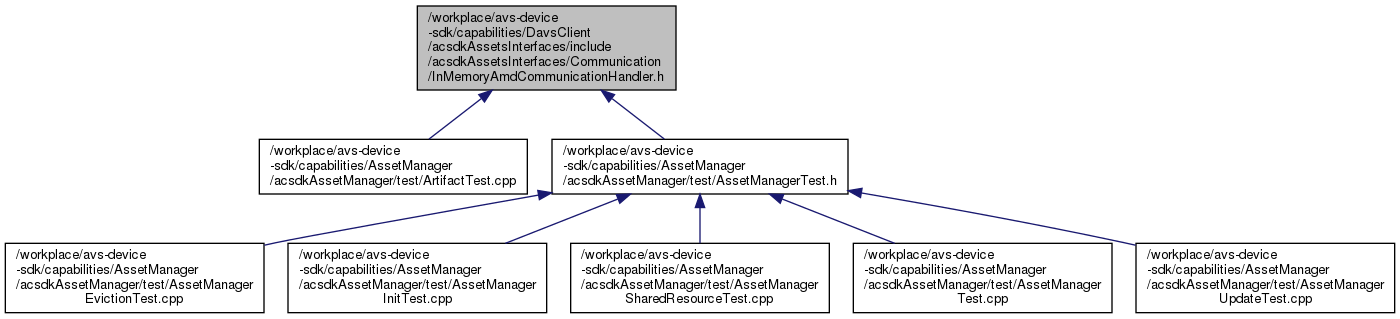 /workplace/avs-device
-sdk/capabilities/DavsClient
/acsdkAssetsInterfaces/include
/acsdkAssetsInterfaces/Communication
/InMemoryAmdCommunicationHandler.h
/workplace/avs-device
-sdk/capabilities/AssetManager
/acsdkAssetManager/test/ArtifactTest.cpp
/workplace/avs-device
-sdk/capabilities/AssetManager
/acsdkAssetManager/test/AssetManagerTest.h
/workplace/avs-device
-sdk/capabilities/AssetManager
/acsdkAssetManager/test/AssetManager
EvictionTest.cpp
/workplace/avs-device
-sdk/capabilities/AssetManager
/acsdkAssetManager/test/AssetManager
InitTest.cpp
/workplace/avs-device
-sdk/capabilities/AssetManager
/acsdkAssetManager/test/AssetManager
SharedResourceTest.cpp
/workplace/avs-device
-sdk/capabilities/AssetManager
/acsdkAssetManager/test/AssetManager
Test.cpp
/workplace/avs-device
-sdk/capabilities/AssetManager
/acsdkAssetManager/test/AssetManager
UpdateTest.cpp